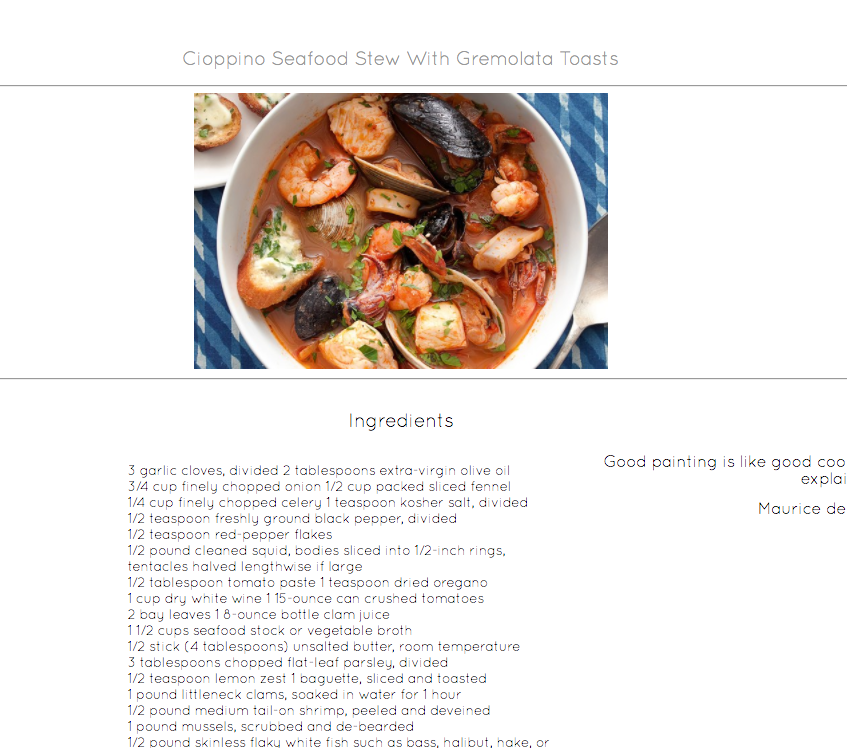 Cioppino Seafood Stew With Gremolata Toasts
Ingredients
3 garlic cloves, divided 2 tablespoons extra-virgin olive oil
3/4 cup finely chopped onion 1/2 cup packed sliced fennel
1/4 cup finely chopped celery 1 teaspoon kosher salt, divided
1/2 teaspoon freshly ground black pepper, divided
1/2 teaspoon red-pepper flakes
1/2 pound cleaned squid, bodies sliced into 1/2-inch rings,
tentacles halved lengthwise if large
1/2 tablespoon tomato paste 1 teaspoon dried oregano
1 cup dry white wine 1 15-ounce can crushed tomatoes
2 bay leaves 1 8-ounce bottle clam juice
1 1/2 cups seafood stock or vegetable broth
1/2 stick (4 tablespoons) unsalted butter, room temperature
3 tablespoons chopped flat-leaf parsley, divided
1/2 teaspoon lemon zest 1 baguette, sliced and toasted
1 pound littleneck clams, soaked in water for 1 hour
1/2 pound medium tail-on shrimp, peeled and deveined
1 pound mussels, scrubbed and de-bearded
1/2 pound skinless flaky white fish such as bass, halibut, hake, or
Good painting is like good coo
explai
Maurice de